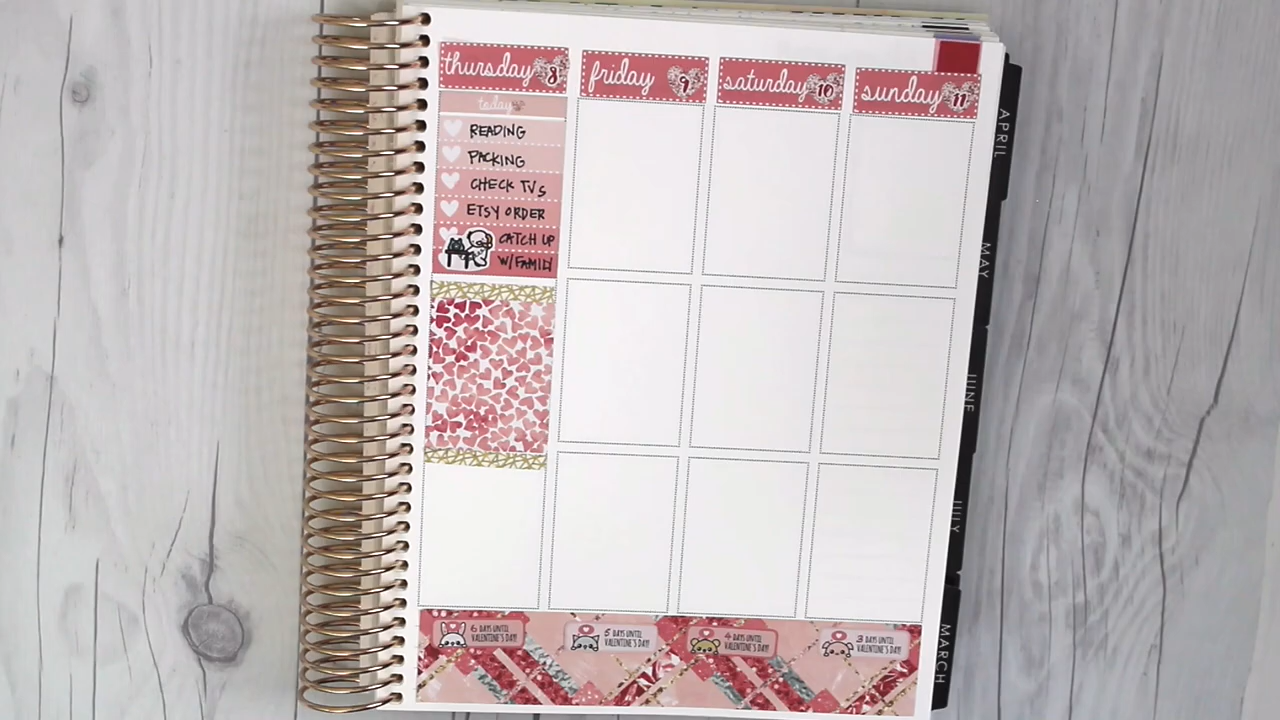 thursday 8
friday 9
saturday 10
sunday 11
today
READING
PACKING
CHECK TVs
ETSY ORDER
CATCH UP
W/FAMILY
6 DAYS UNTIL
VALENTINE'S DAY!
5 DAYS UNTIL
VALENTINE'S DAY!
4 DAYS UNTIL
VALENTINE'S DAY!
3 DAYS UNTIL
VALENTINE'S DAY!
APRIL
MAY
JUNE
JULY
MARCH